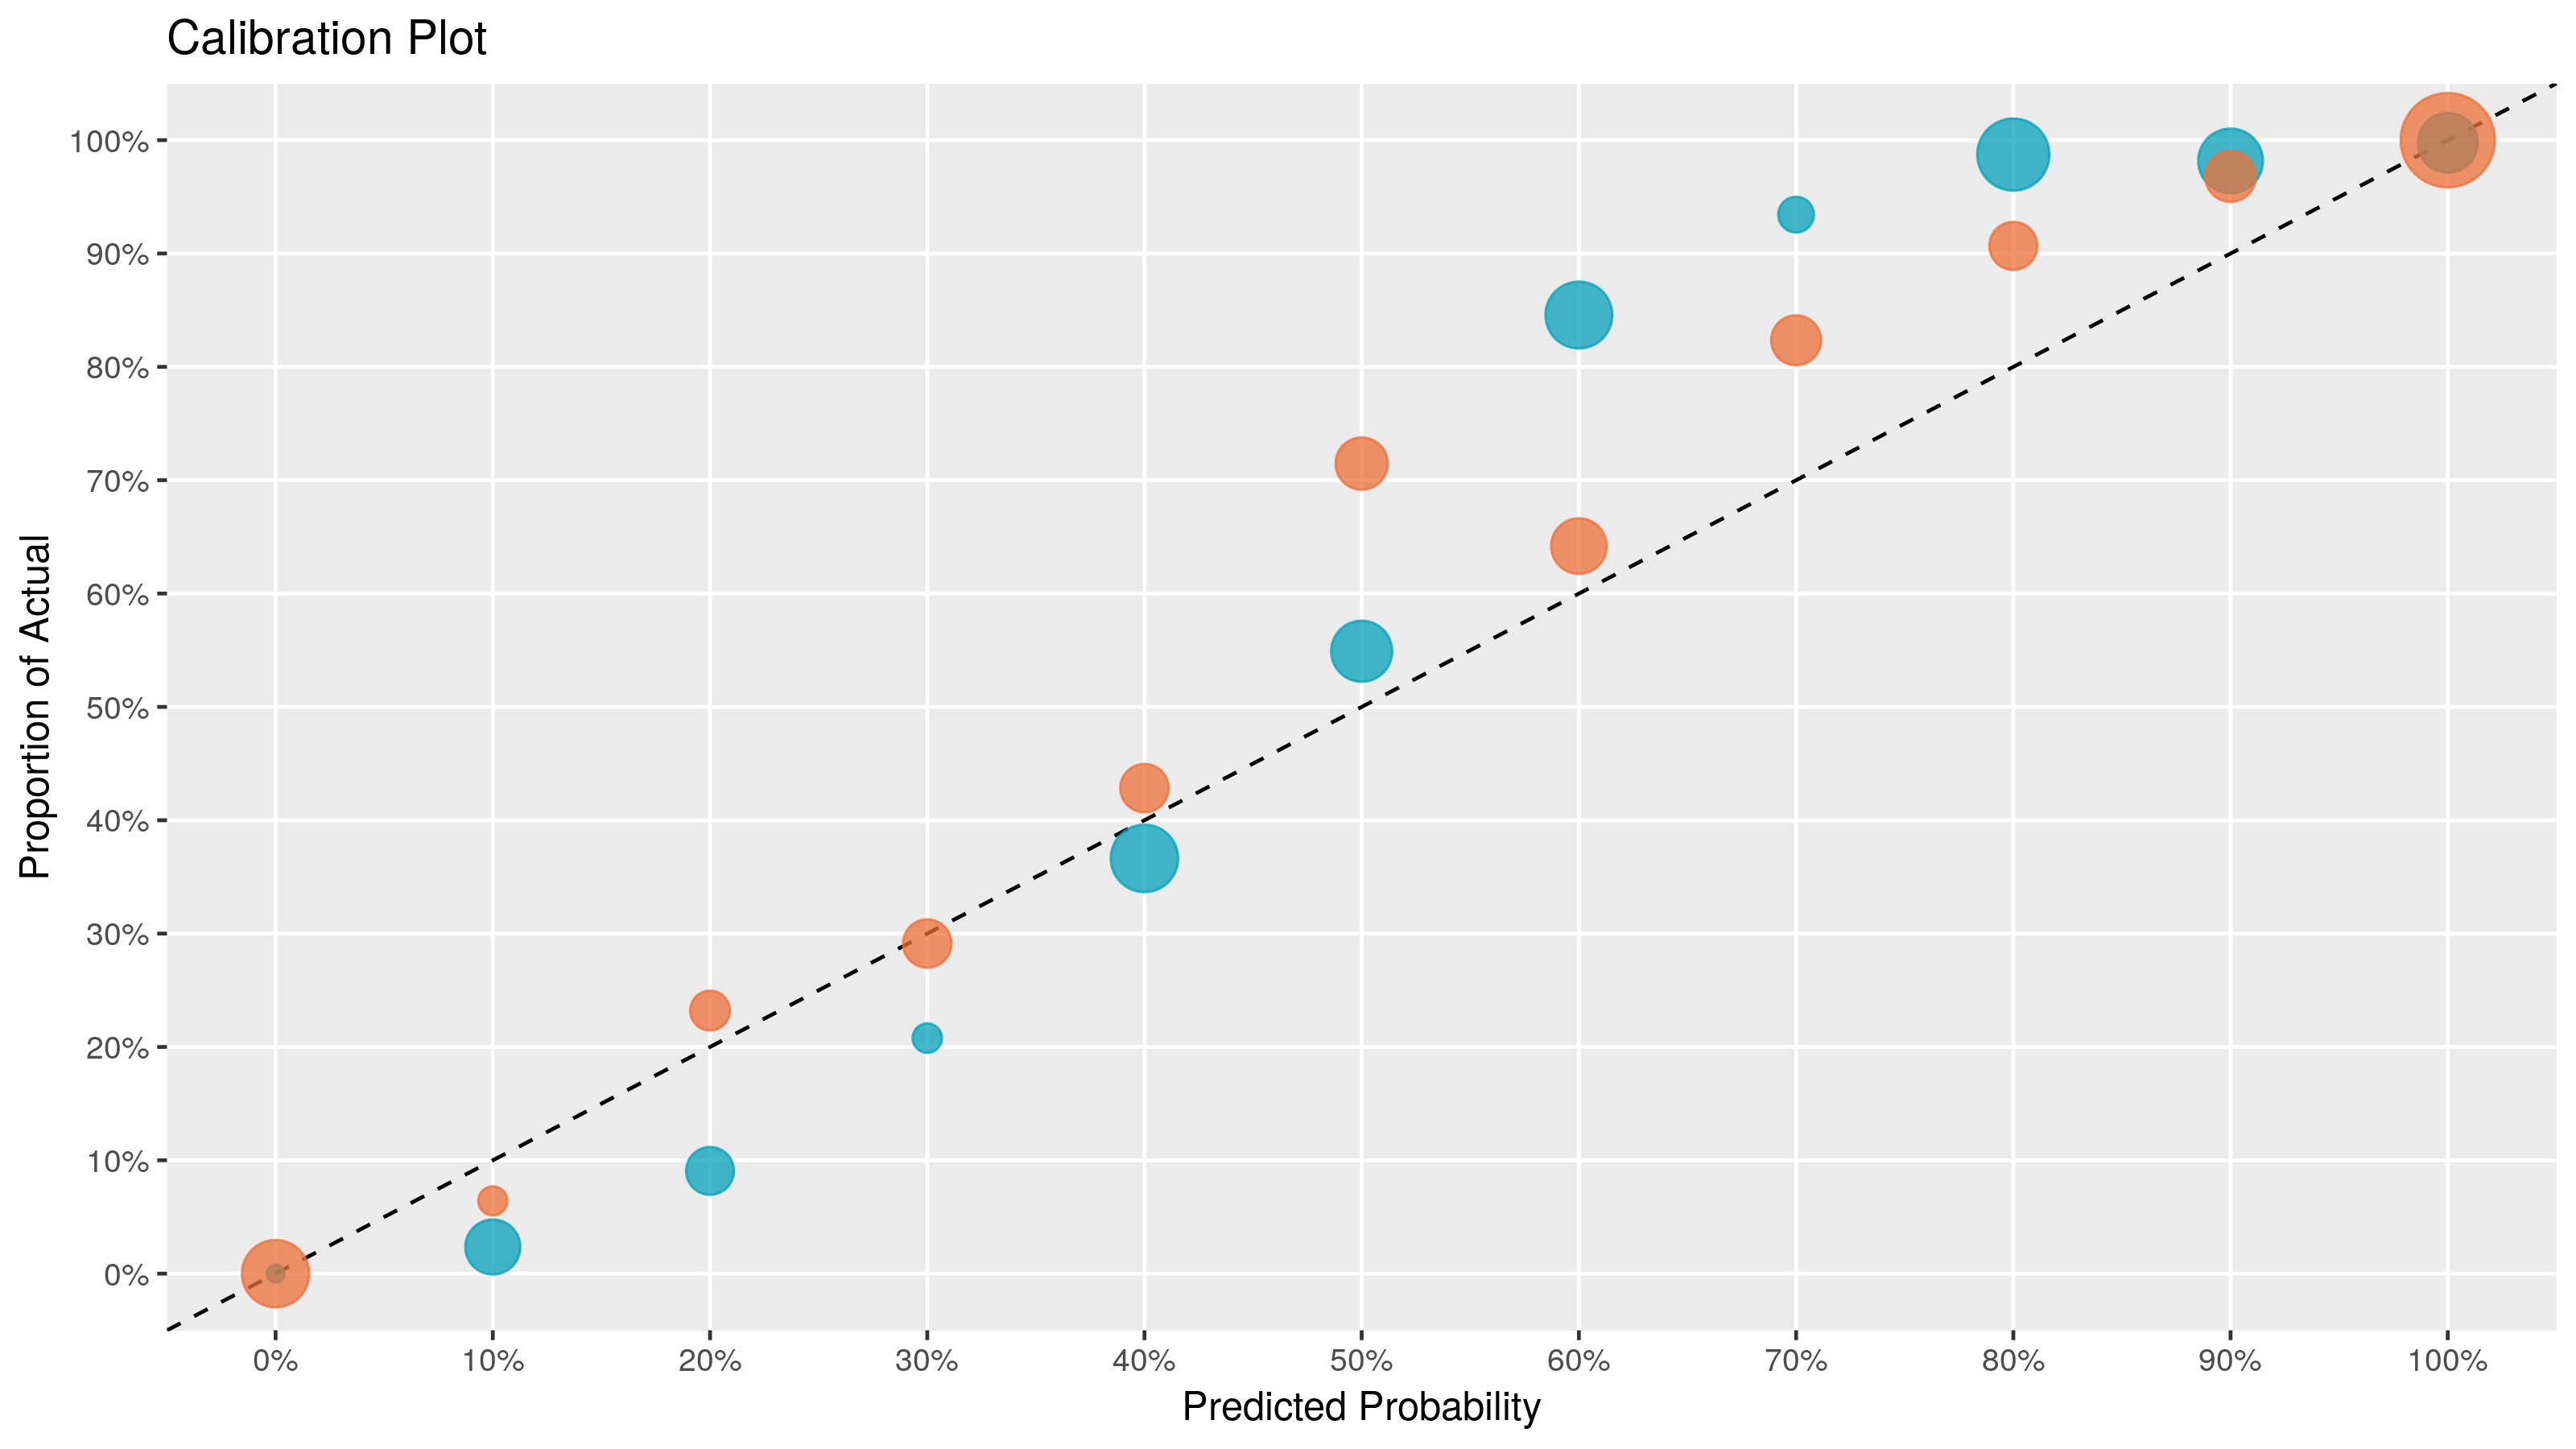 Calibration Plot
Proportion of Actual
100%
90%
80%
70%
60%
50%
40%
30%
20%
10%
0%
0% 10% 20% 30% 40% 50% 60% 70% 80% 90% 100%
Predicted Probability